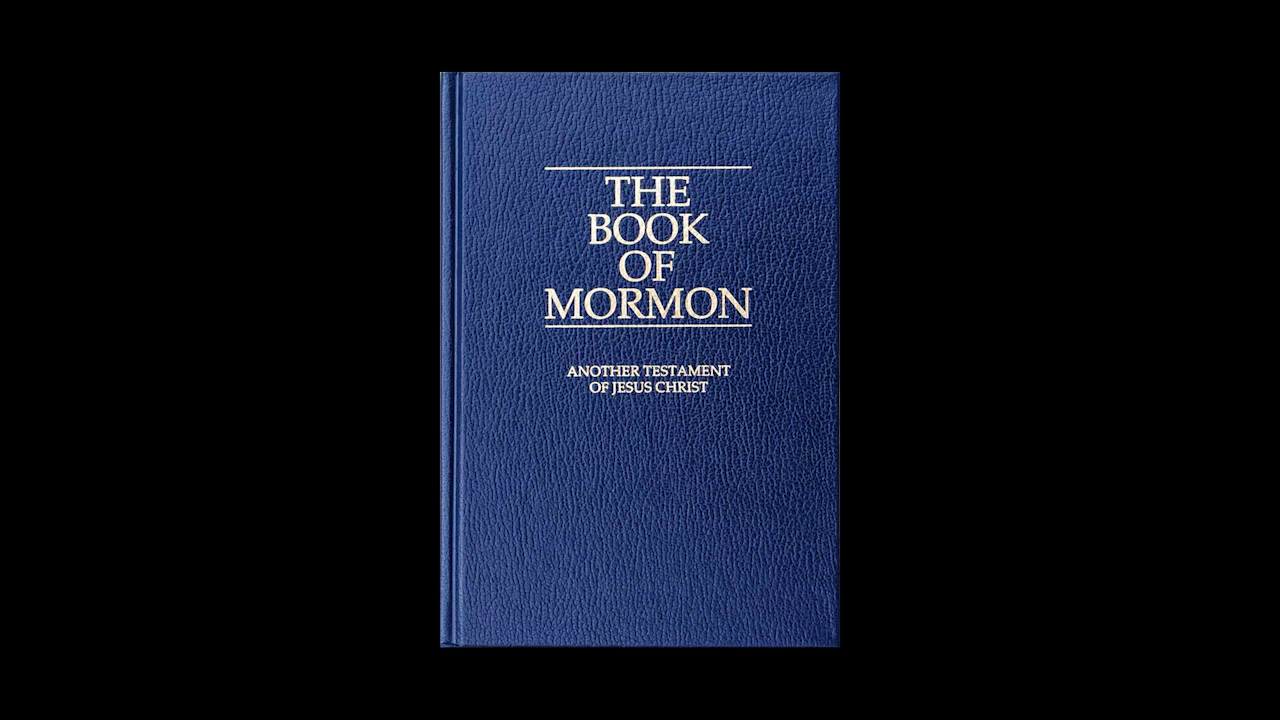 THE
BOOK
OF
MORMON
ANOTHER TESTAMENT
OF JESUS CHRIST